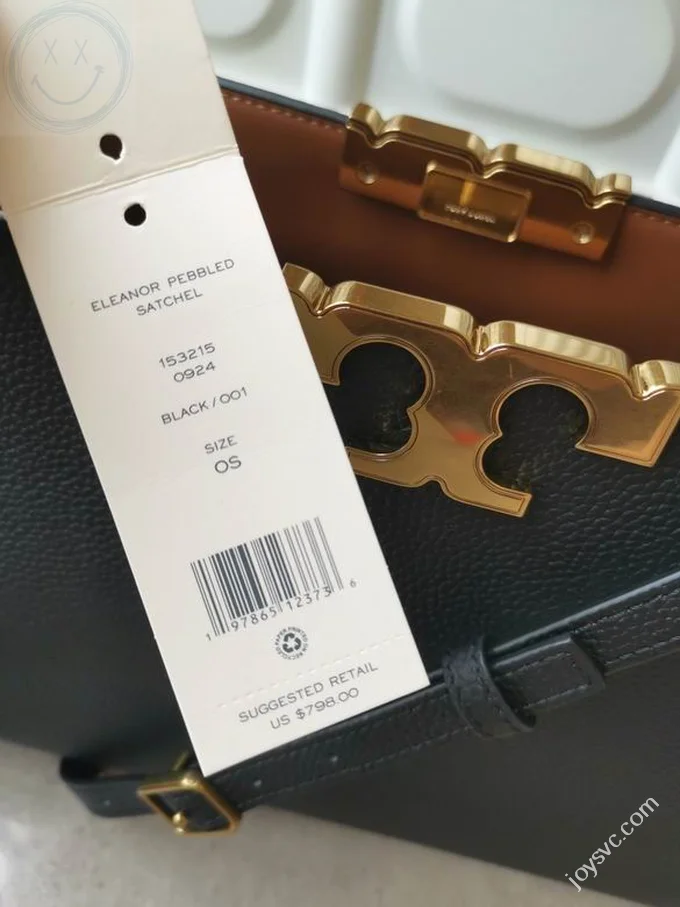 ELEANOR PEBBLED
SATCHEL
153215
0924
BLACK/001
SIZE
OS
1 97865 12373 6
SUGGESTED RETAIL
US $798.00
joysvc.com